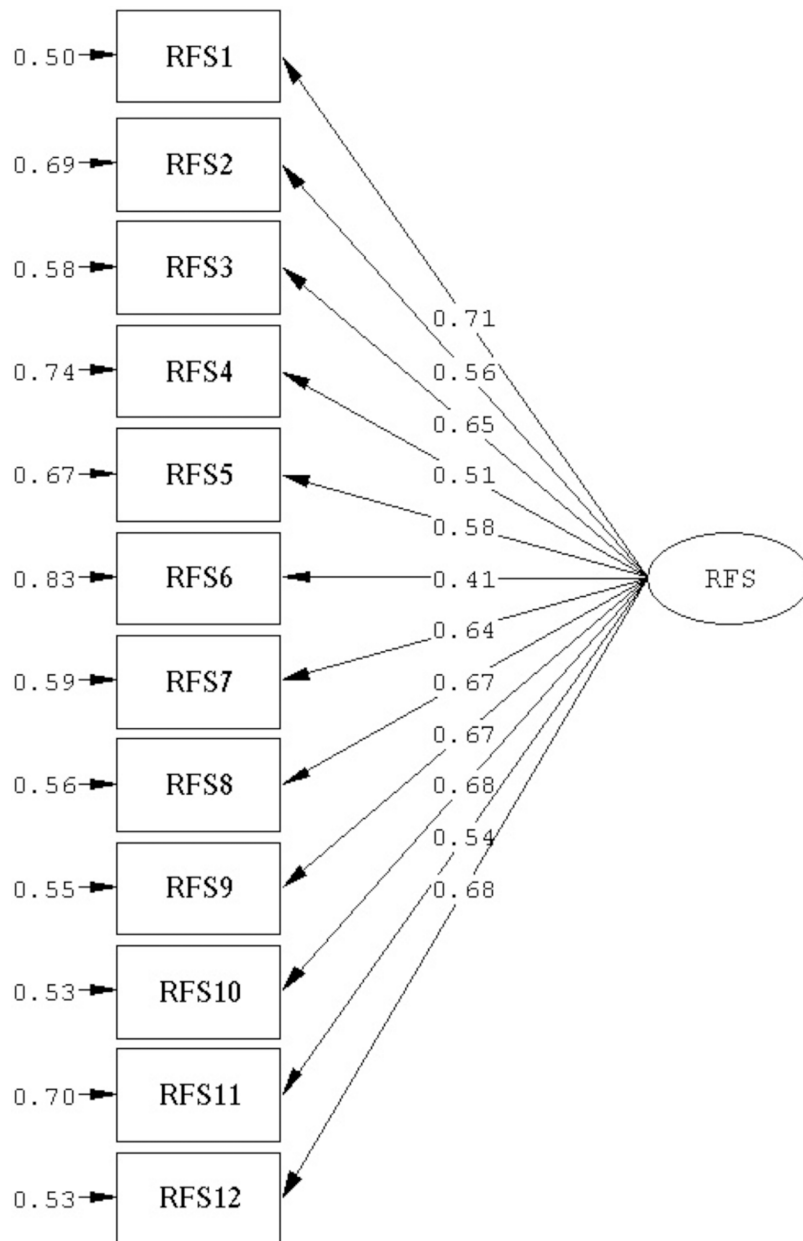 0.50 RFS1
0.69 RFS2
0.58 RFS3
0.71
0.74 RFS4
0.56
0.65
0.67 RFS5
0.51
0.58
0.83 RFS6 0.41 RFS
0.64
0.59 RFS7
0.67
0.67
0.56 RFS8 0.68
0.54
0.55 RFS9 0.68
0.53 RFS10
0.70 RFS11
0.53 RFS12